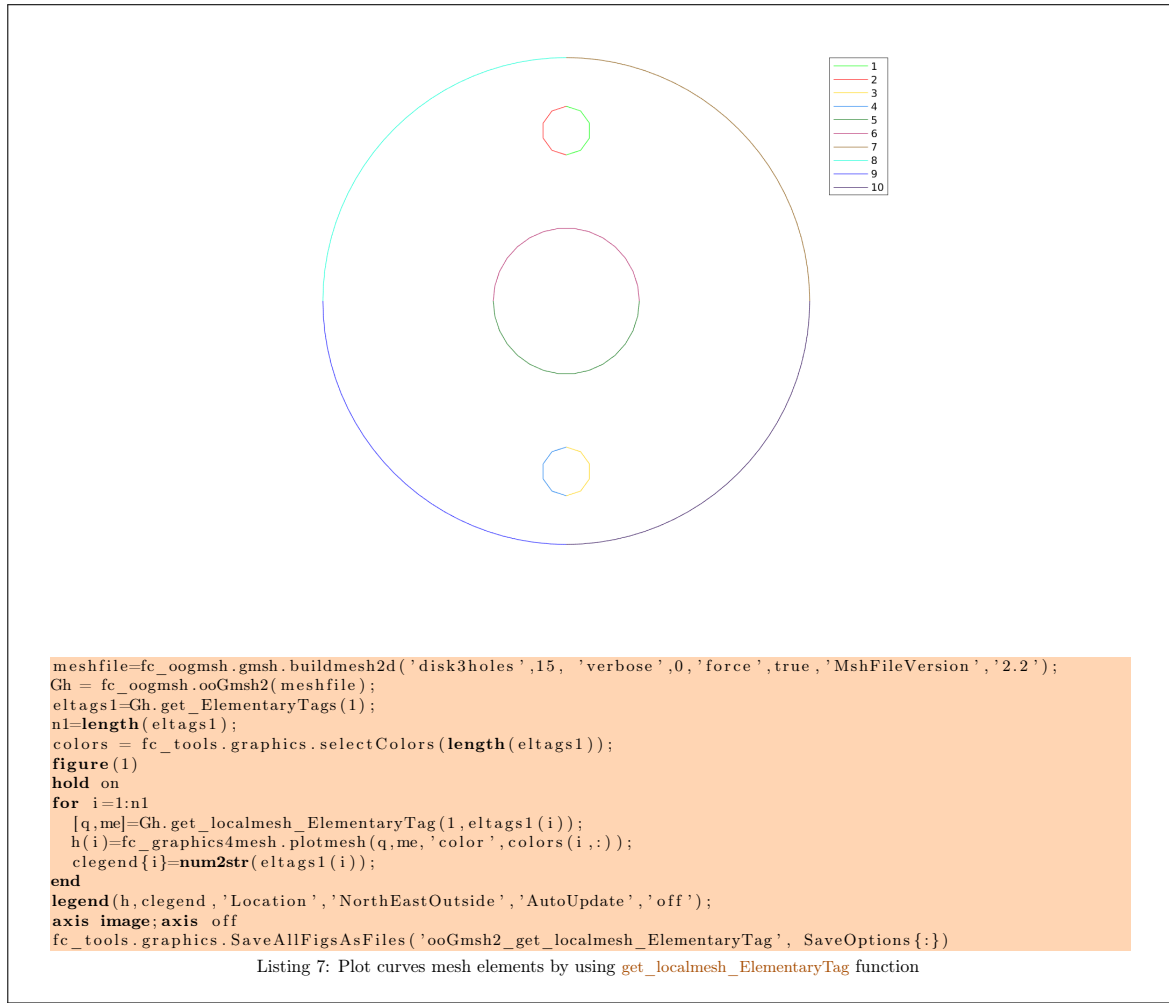 1
2
3
4
5
6
7
8
9
10
meshfile=fc_oogmsh.gmsh.buildmesh2d('disk3holes',15, 'verbose',0,'force',true,'MshFileVersion','2.2');
Gh = fc_oogmsh.ooGmsh2(meshfile);
eltags1=Gh.get_ElementaryTags(1);
n1=length(eltags1);
colors = fc_tools.graphics.selectColors(length(eltags1));
figure(1)
hold on
for i=1:n1
  [q,me]=Gh.get_localmesh_ElementaryTag(1,eltags1(i));
  h(i)=fc_graphics4mesh.plotmesh(q,me,'color',colors(i,:));
  clegend{i}=num2str(eltags1(i));
end
legend(h,clegend,'Location','NorthEastOutside','AutoUpdate','off');
axis image;axis off
fc_tools.graphics.SaveAllFigsAsFiles('ooGmsh2_get_localmesh_ElementaryTag', SaveOptions{:})
Listing 7: Plot curves mesh elements by using get_localmesh_ElementaryTag function